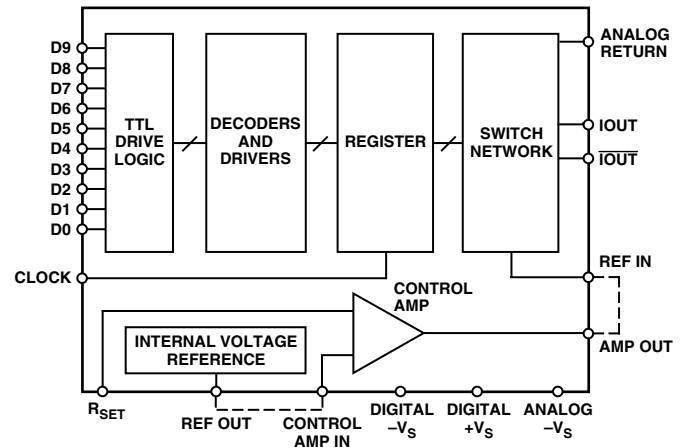 D9
D8
D7
D6
D5
D4
D3
D2
D1
D0
TTL
DRIVE
LOGIC
DECODERS
AND
DRIVERS
REGISTER
SWITCH
NETWORK
ANALOG
RETURN
IOUT
IOUT
CLOCK
REF IN
CONTROL
AMP
INTERNAL VOLTAGE
REFERENCE
AMP OUT
RSET
REF OUT
CONTROL
AMP IN
DIGITAL
–VS
DIGITAL
+VS
ANALOG
–VS